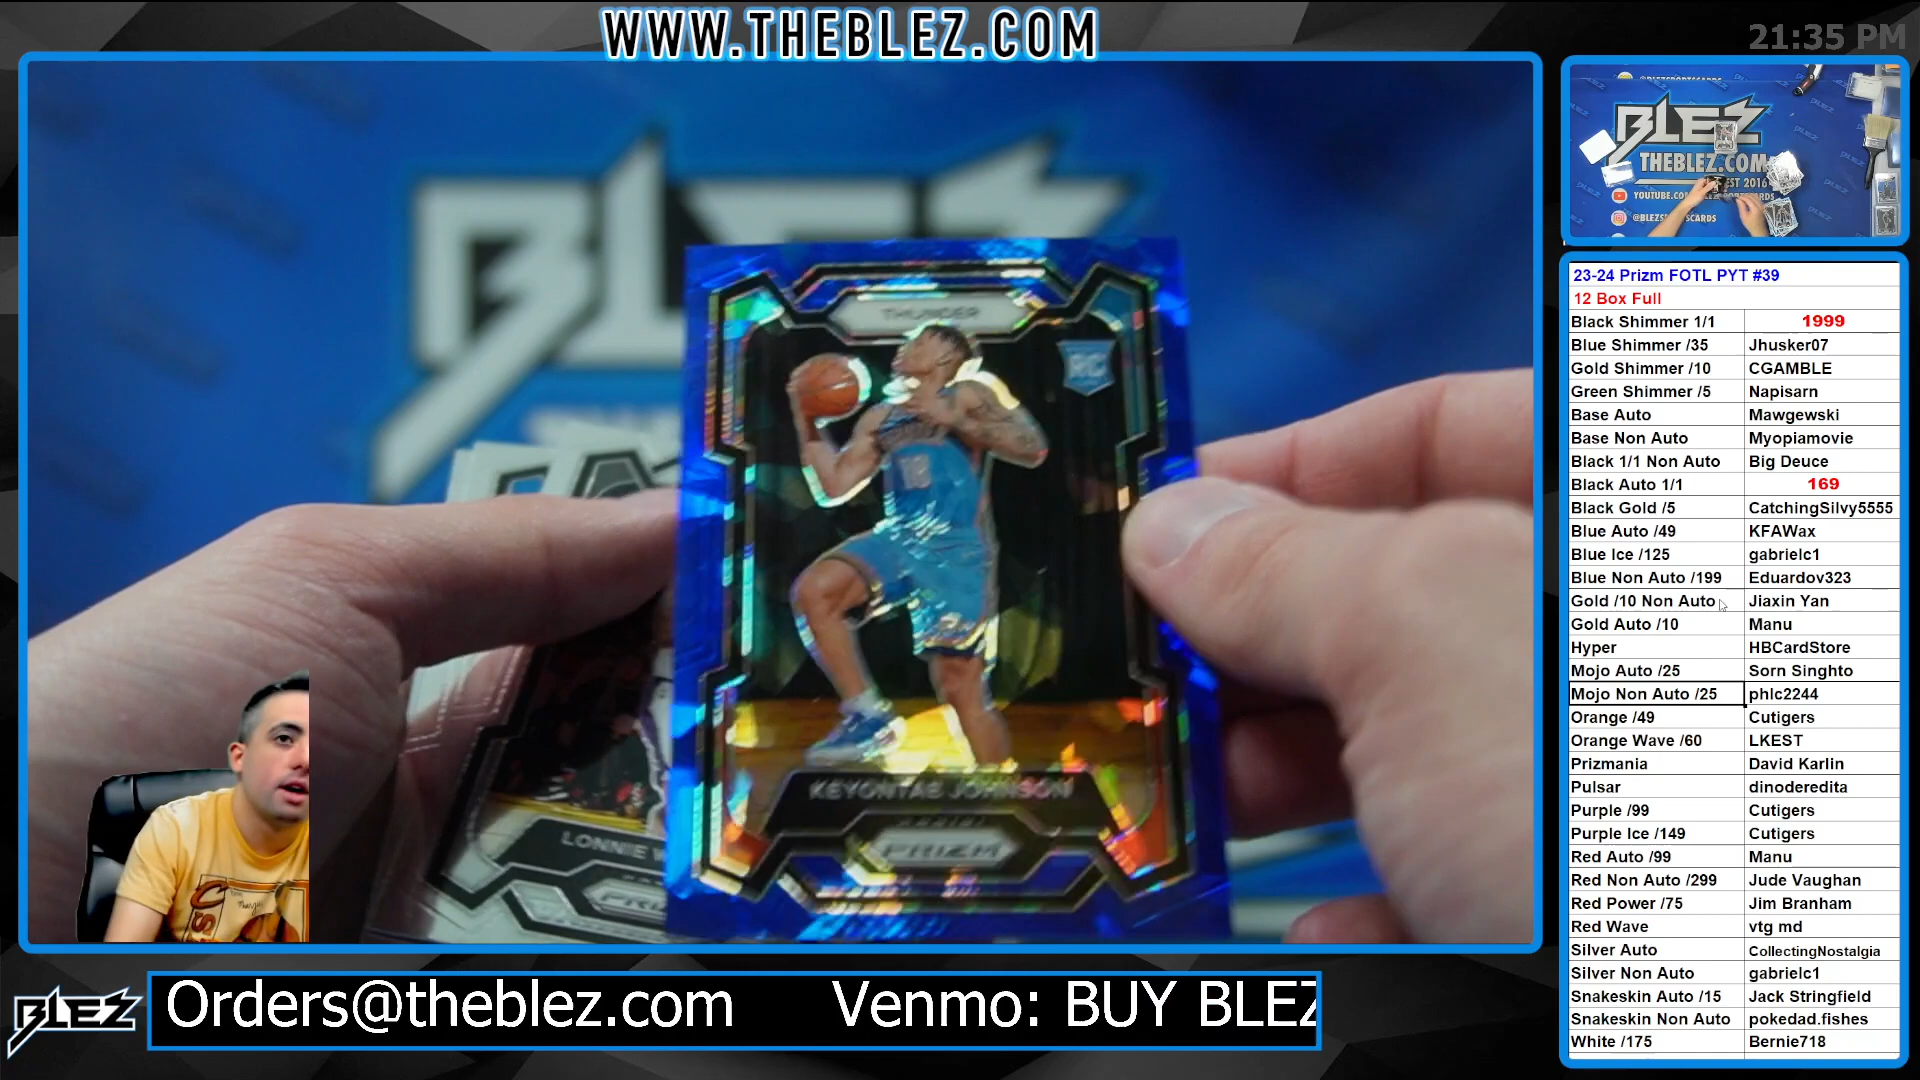 WWW.THEBLEZ.COM
21:35 PM
BLEZ
BLEZ
THEBLEZ.COM
EST 2016
THUNDER
RC
18
KEYONTAE JOHNSON
PRIZM
LONNIE W
23-24 Prizm FOTL PYT #39
12 Box Full
Black Shimmer 1/1 1999
Blue Shimmer /35 Jhusker07
Gold Shimmer /10 CGAMBLE
Green Shimmer /5 Napisarn
Base Auto Mawgewski
Base Non Auto Myopiamovie
Black 1/1 Non Auto Big Deuce
Black Auto 1/1 169
Black Gold /5 CatchingSilvy5555
Blue Auto /49 KFAWax
Blue Ice /125 gabrielc1
Blue Non Auto /199 Eduardov323
Gold /10 Non Auto Jiaxin Yan
Gold Auto /10 Manu
Hyper HBCardStore
Mojo Auto /25 Sorn Singhto
Mojo Non Auto /25 phlc2244
Orange /49 Cutigers
Orange Wave /60 LKEST
Prizmania David Karlin
Pulsar dinoderedita
Purple /99 Cutigers
Purple Ice /149 Cutigers
Red Auto /99 Manu
Red Non Auto /299 Jude Vaughan
Red Power /75 Jim Branham
Red Wave vtg md
Silver Auto CollectingNostalgia
Silver Non Auto gabrielc1
Snakeskin Auto /15 Jack Stringfield
Snakeskin Non Auto pokedad.fishes
White /175 Bernie718
BLEZ
Orders@theblez.com Venmo: BUY BLEZ